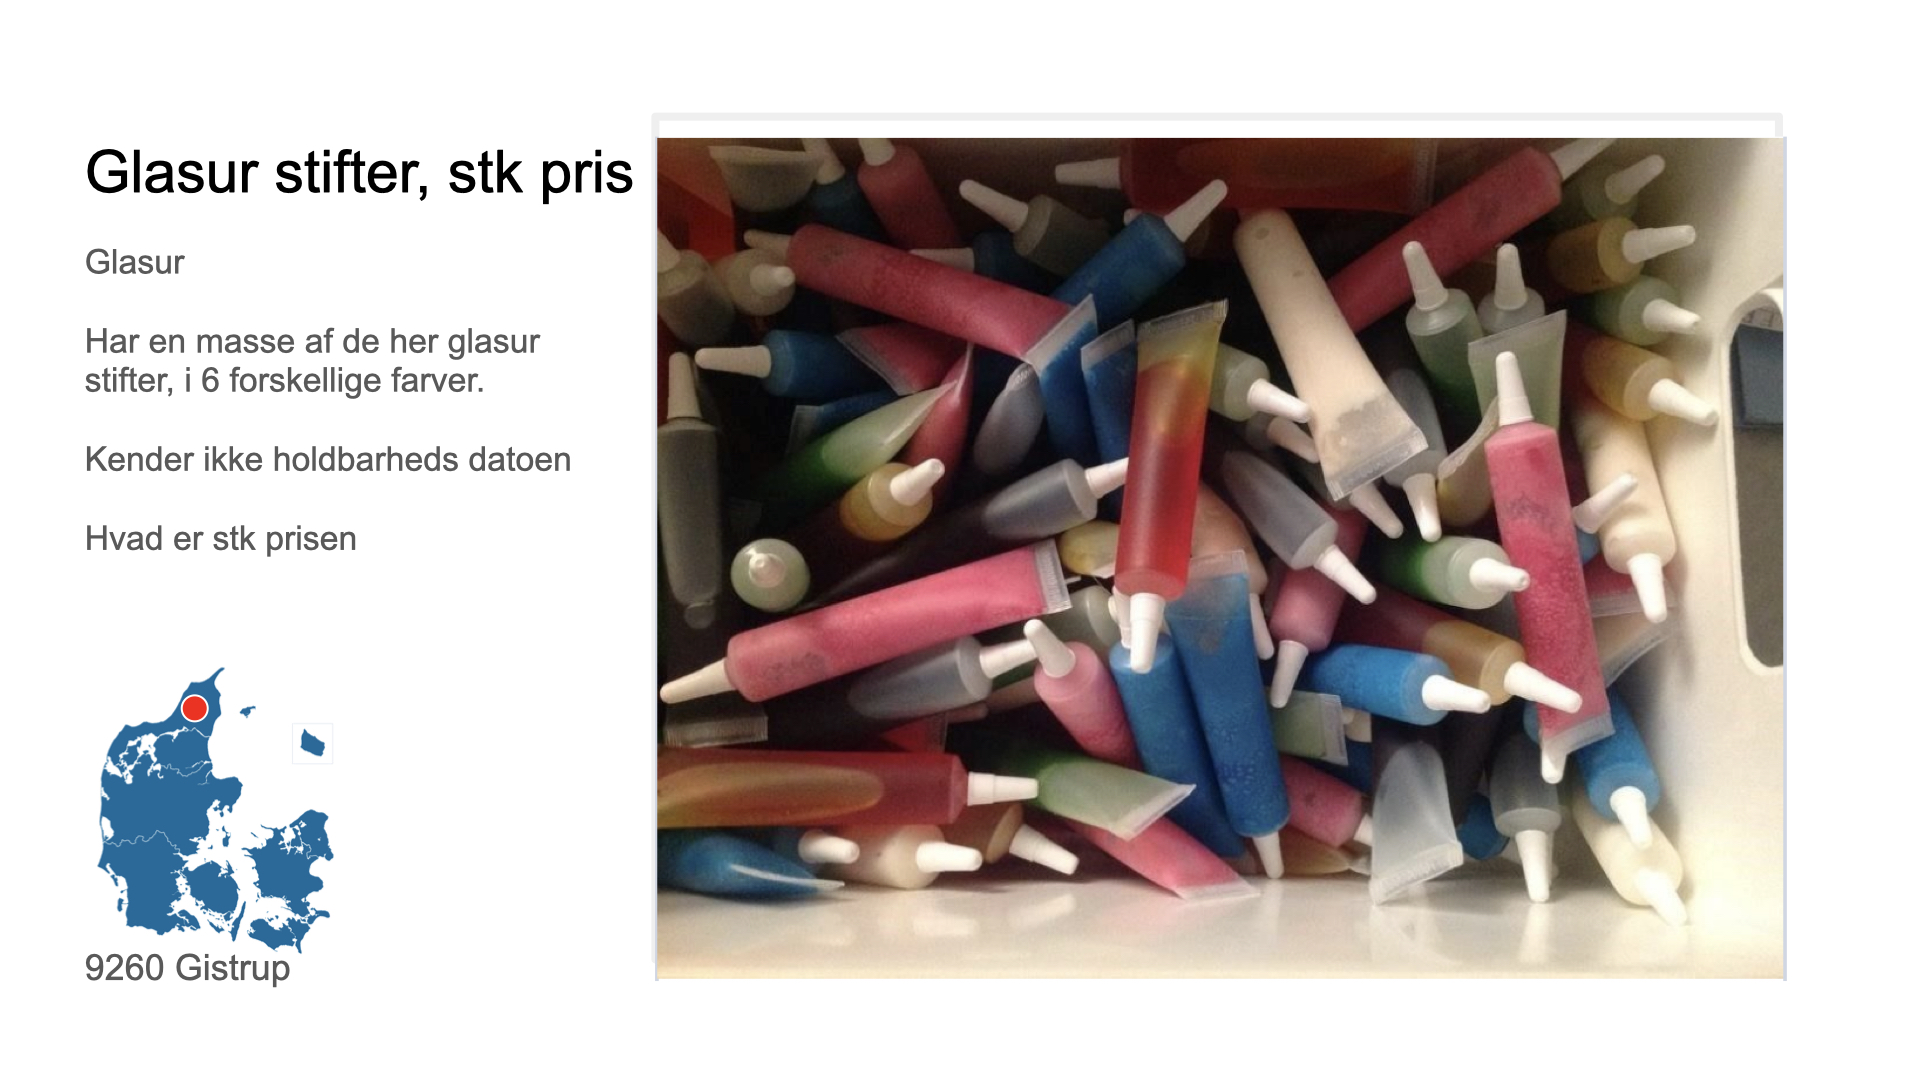 Glasur stifter, stk pris
Glasur
Har en masse af de her glasur
stifter, i 6 forskellige farver.
Kender ikke holdbarheds datoen
Hvad er stk prisen
9260 Gistrup